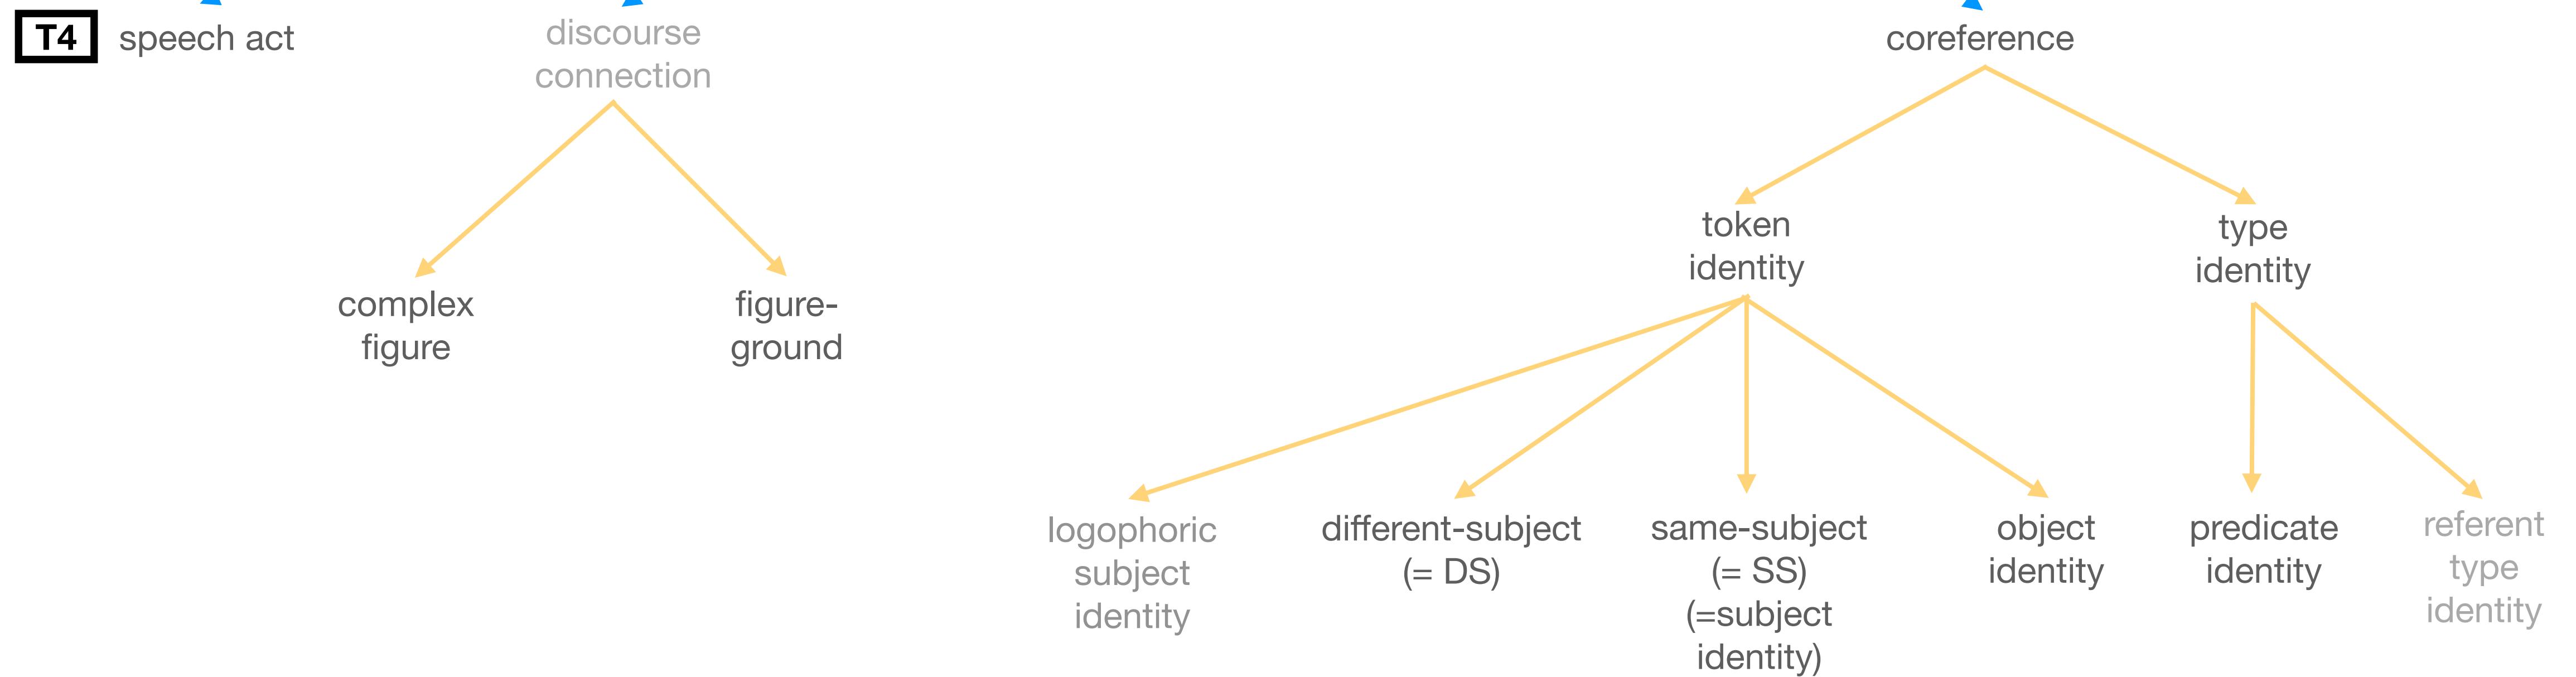 T4
speech act
discourse
connection
coreference
token
identity
type
identity
complex
figure
figure-
ground
logophoric
subject
identity
different-subject
(= DS)
same-subject
(= SS)
(=subject
identity)
object
identity
predicate
identity
referent
type
identity